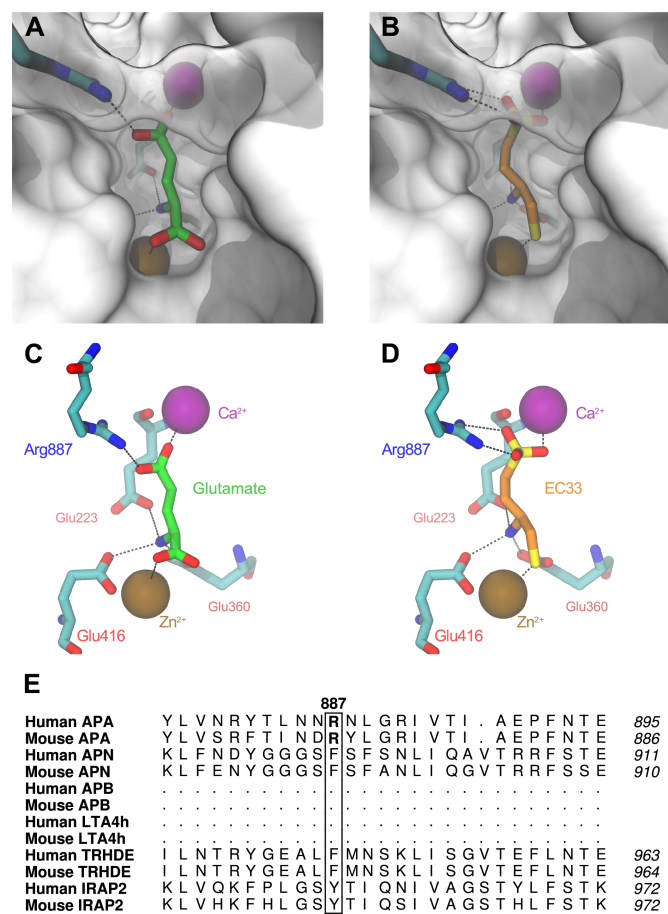 A B
C D
Ca²⁺ Ca²⁺
Arg887 Arg887
Glutamate EC33
Glu223 Glu223
Glu360 Glu360
Zn²⁺ Zn²⁺
Glu416 Glu416
E
887
Human APA Y L V N R Y T L N N R N L G R I V T I . A E P F N T E 895
Mouse APA Y L V S R F T I N D R Y L G R I V T I . A E P F N T E 886
Human APN K L F N D Y G G G S F S F S N L I Q A V T R R F S T E 911
Mouse APN K L F E N Y G G G S F S F A N L I Q G V T R R F S S E 910
Human APB . . . . . . . . . . . . . . . . . . . . . . . . . . .
Mouse APB . . . . . . . . . . . . . . . . . . . . . . . . . . .
Human LTA4h . . . . . . . . . . . . . . . . . . . . . . . . . . .
Mouse LTA4h . . . . . . . . . . . . . . . . . . . . . . . . . . .
Human TRHDE I L N T R Y G E A L F M N S K L I S G V T E F L N T E 963
Mouse TRHDE I L N T R Y G E A L F M N S K L I S G V T E F L N T E 964
Human IRAP2 K L V Q K F P L G S Y T I Q N I V A G S T Y L F S T K 972
Mouse IRAP2 K L V H K F H L G S Y T I Q S I V A G S T H L F S T K 972